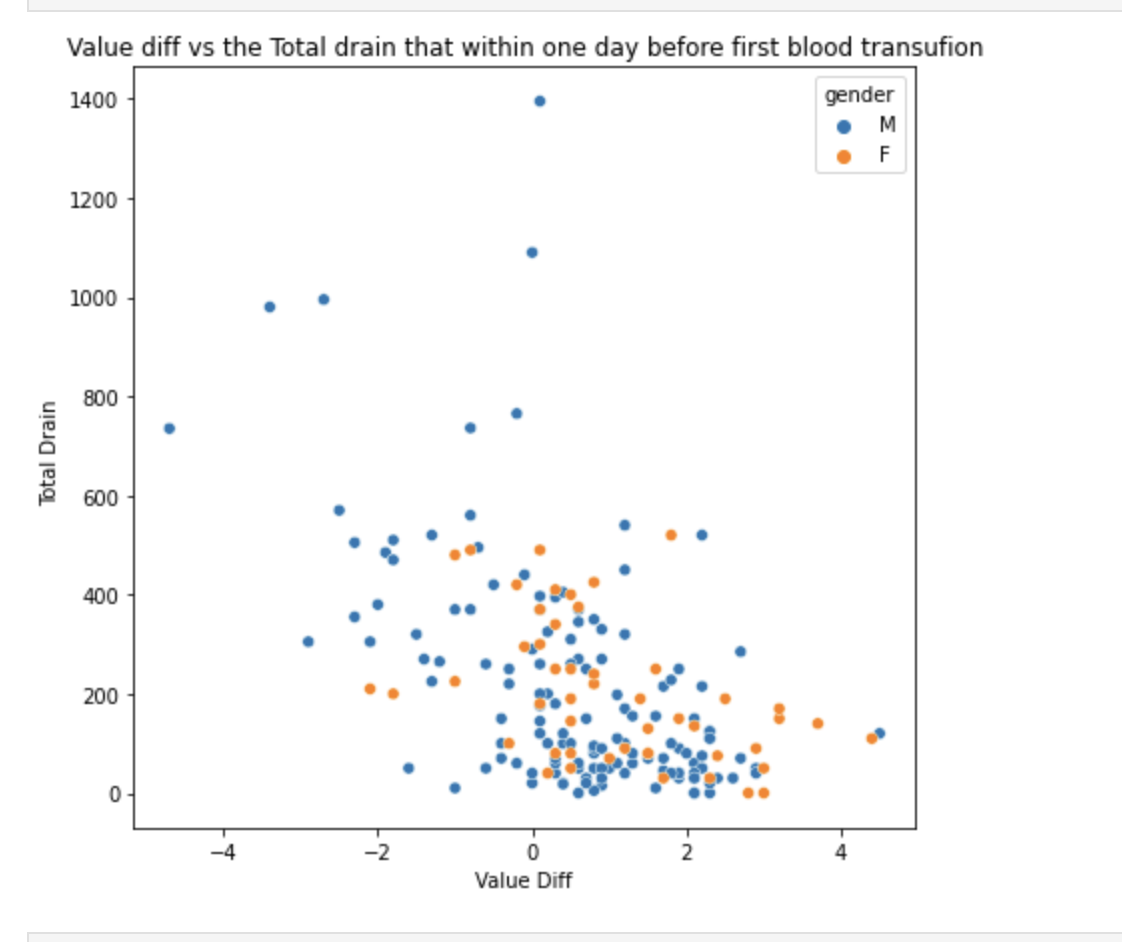 Value diff vs the Total drain that within one day before first blood transufion
gender
M
F
1400
1200
1000
800
600
400
200
0
Total Drain
−4
−2
0
2
4
Value Diff